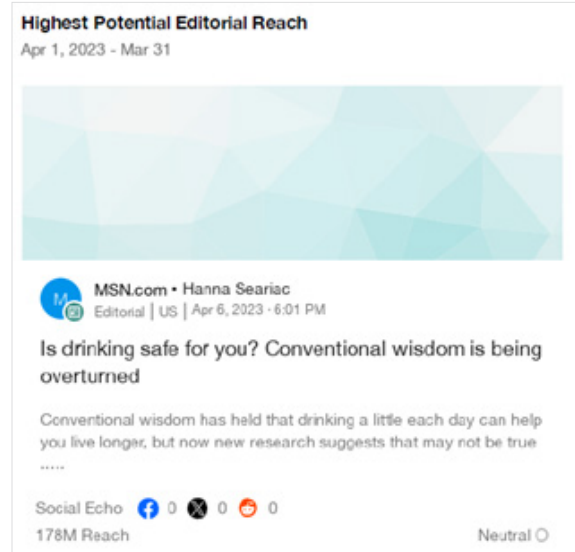 Highest Potential Editorial Reach
Apr 1, 2023 - Mar 31
M
MSN.com • Hanna Seariac
Editorial | US | Apr 6, 2023 · 6:01 PM
Is drinking safe for you? Conventional wisdom is being
overturned
Conventional wisdom has held that drinking a little each day can help
you live longer, but now new research suggests that may not be true
.....
Social Echo 0 0 0
178M Reach Neutral